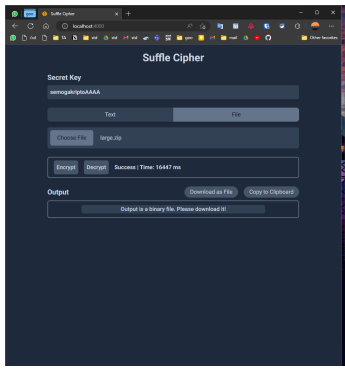 Suffle Cipher
localhost:3000
Other favorites
Suffle Cipher
Secret Key
semogakriptoAAAA
Text File
Choose File large.zip
Encrypt Decrypt Success | Time: 16447 ms
Output Download as File Copy to Clipboard
Output is a binary file. Please download it!